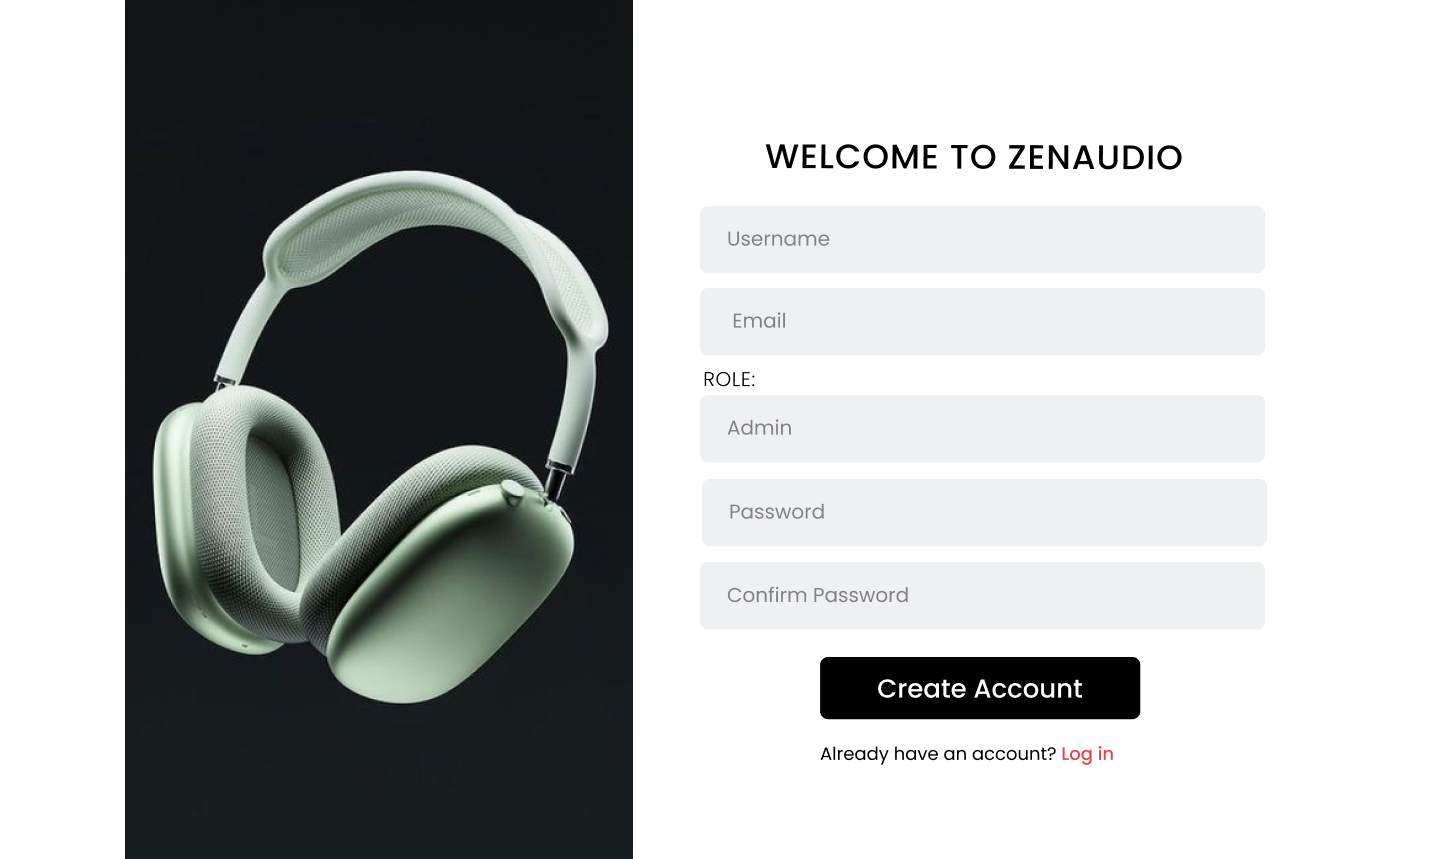 WELCOME TO ZENAUDIO
Username
Email
ROLE:
Admin
Password
Confirm Password
Create Account
Already have an account? Log in